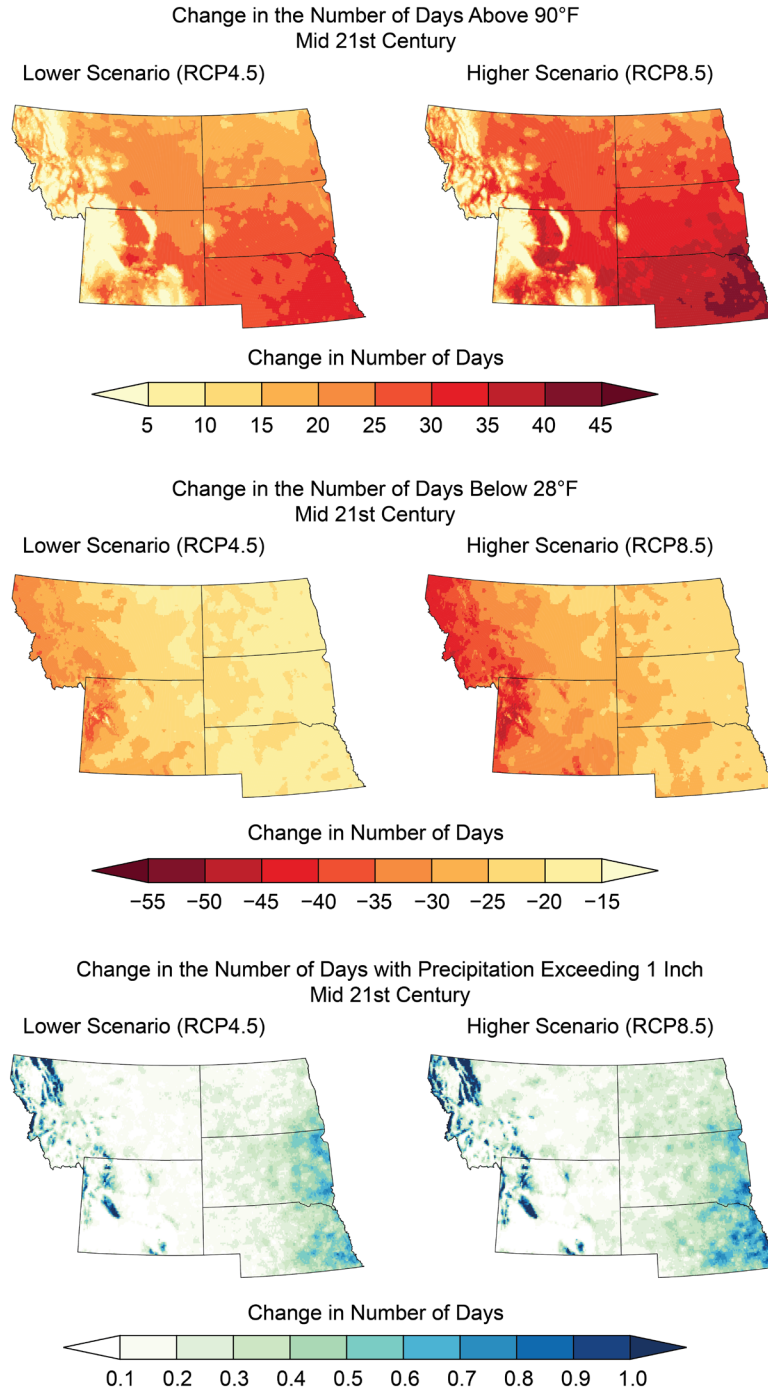 Change in the Number of Days Above 90°F
Mid 21st Century
Lower Scenario (RCP4.5)
Higher Scenario (RCP8.5)
Change in Number of Days
5 10 15 20 25 30 35 40 45
Change in the Number of Days Below 28°F
Mid 21st Century
Lower Scenario (RCP4.5)
Higher Scenario (RCP8.5)
Change in Number of Days
−55 −50 −45 −40 −35 −30 −25 −20 −15
Change in the Number of Days with Precipitation Exceeding 1 Inch
Mid 21st Century
Lower Scenario (RCP4.5)
Higher Scenario (RCP8.5)
Change in Number of Days
0.1 0.2 0.3 0.4 0.5 0.6 0.7 0.8 0.9 1.0